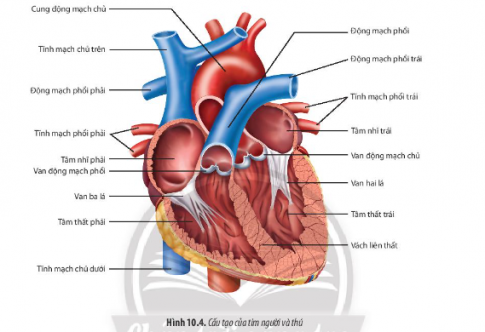 Cung động mạch chủ
Tĩnh mạch chủ trên
Động mạch phổi phải
Tĩnh mạch phổi phải
Tâm nhĩ phải
Van động mạch phổi
Van ba lá
Tâm thất phải
Tĩnh mạch chủ dưới
Động mạch phổi
Động mạch phổi trái
Tĩnh mạch phổi trái
Tâm nhĩ trái
Van động mạch chủ
Van hai lá
Tâm thất trái
Vách liên thất
Hình 10.4. Cấu tạo của tim người và thú